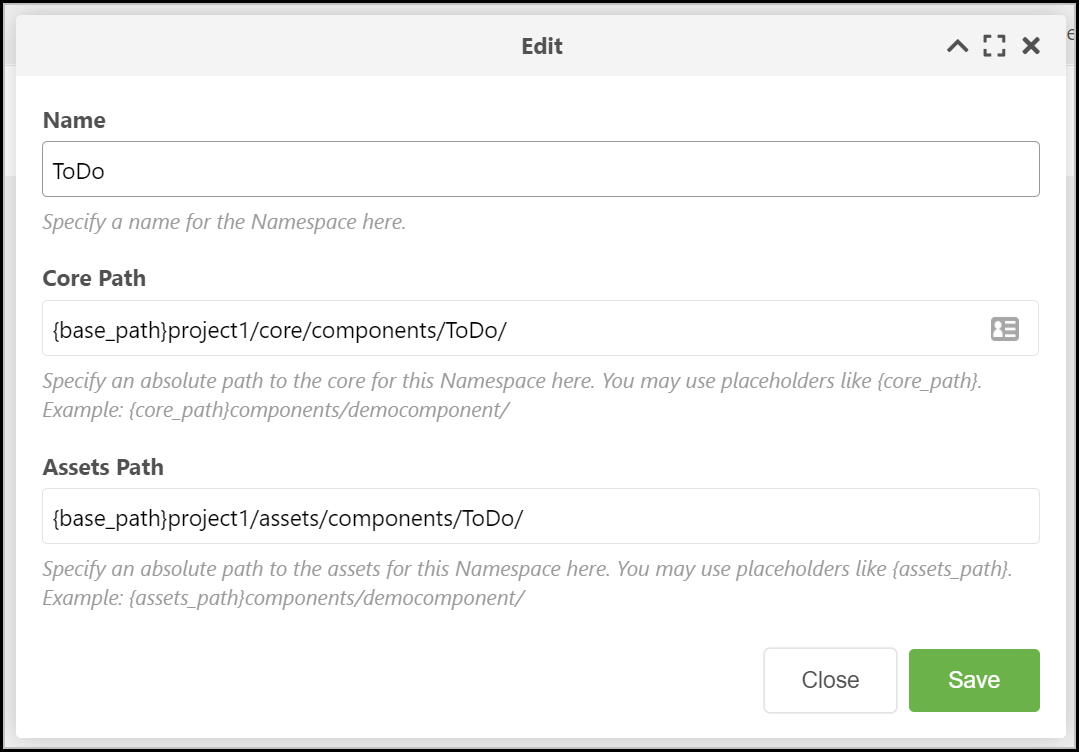 Edit
Name
ToDo
Specify a name for the Namespace here.
Core Path
{base_path}project1/core/components/ToDo/
Specify an absolute path to the core for this Namespace here. You may use placeholders like {core_path}.
Example: {core_path}components/democomponent/
Assets Path
{base_path}project1/assets/components/ToDo/
Specify an absolute path to the assets for this Namespace here. You may use placeholders like {assets_path}.
Example: {assets_path}components/democomponent/
Close Save